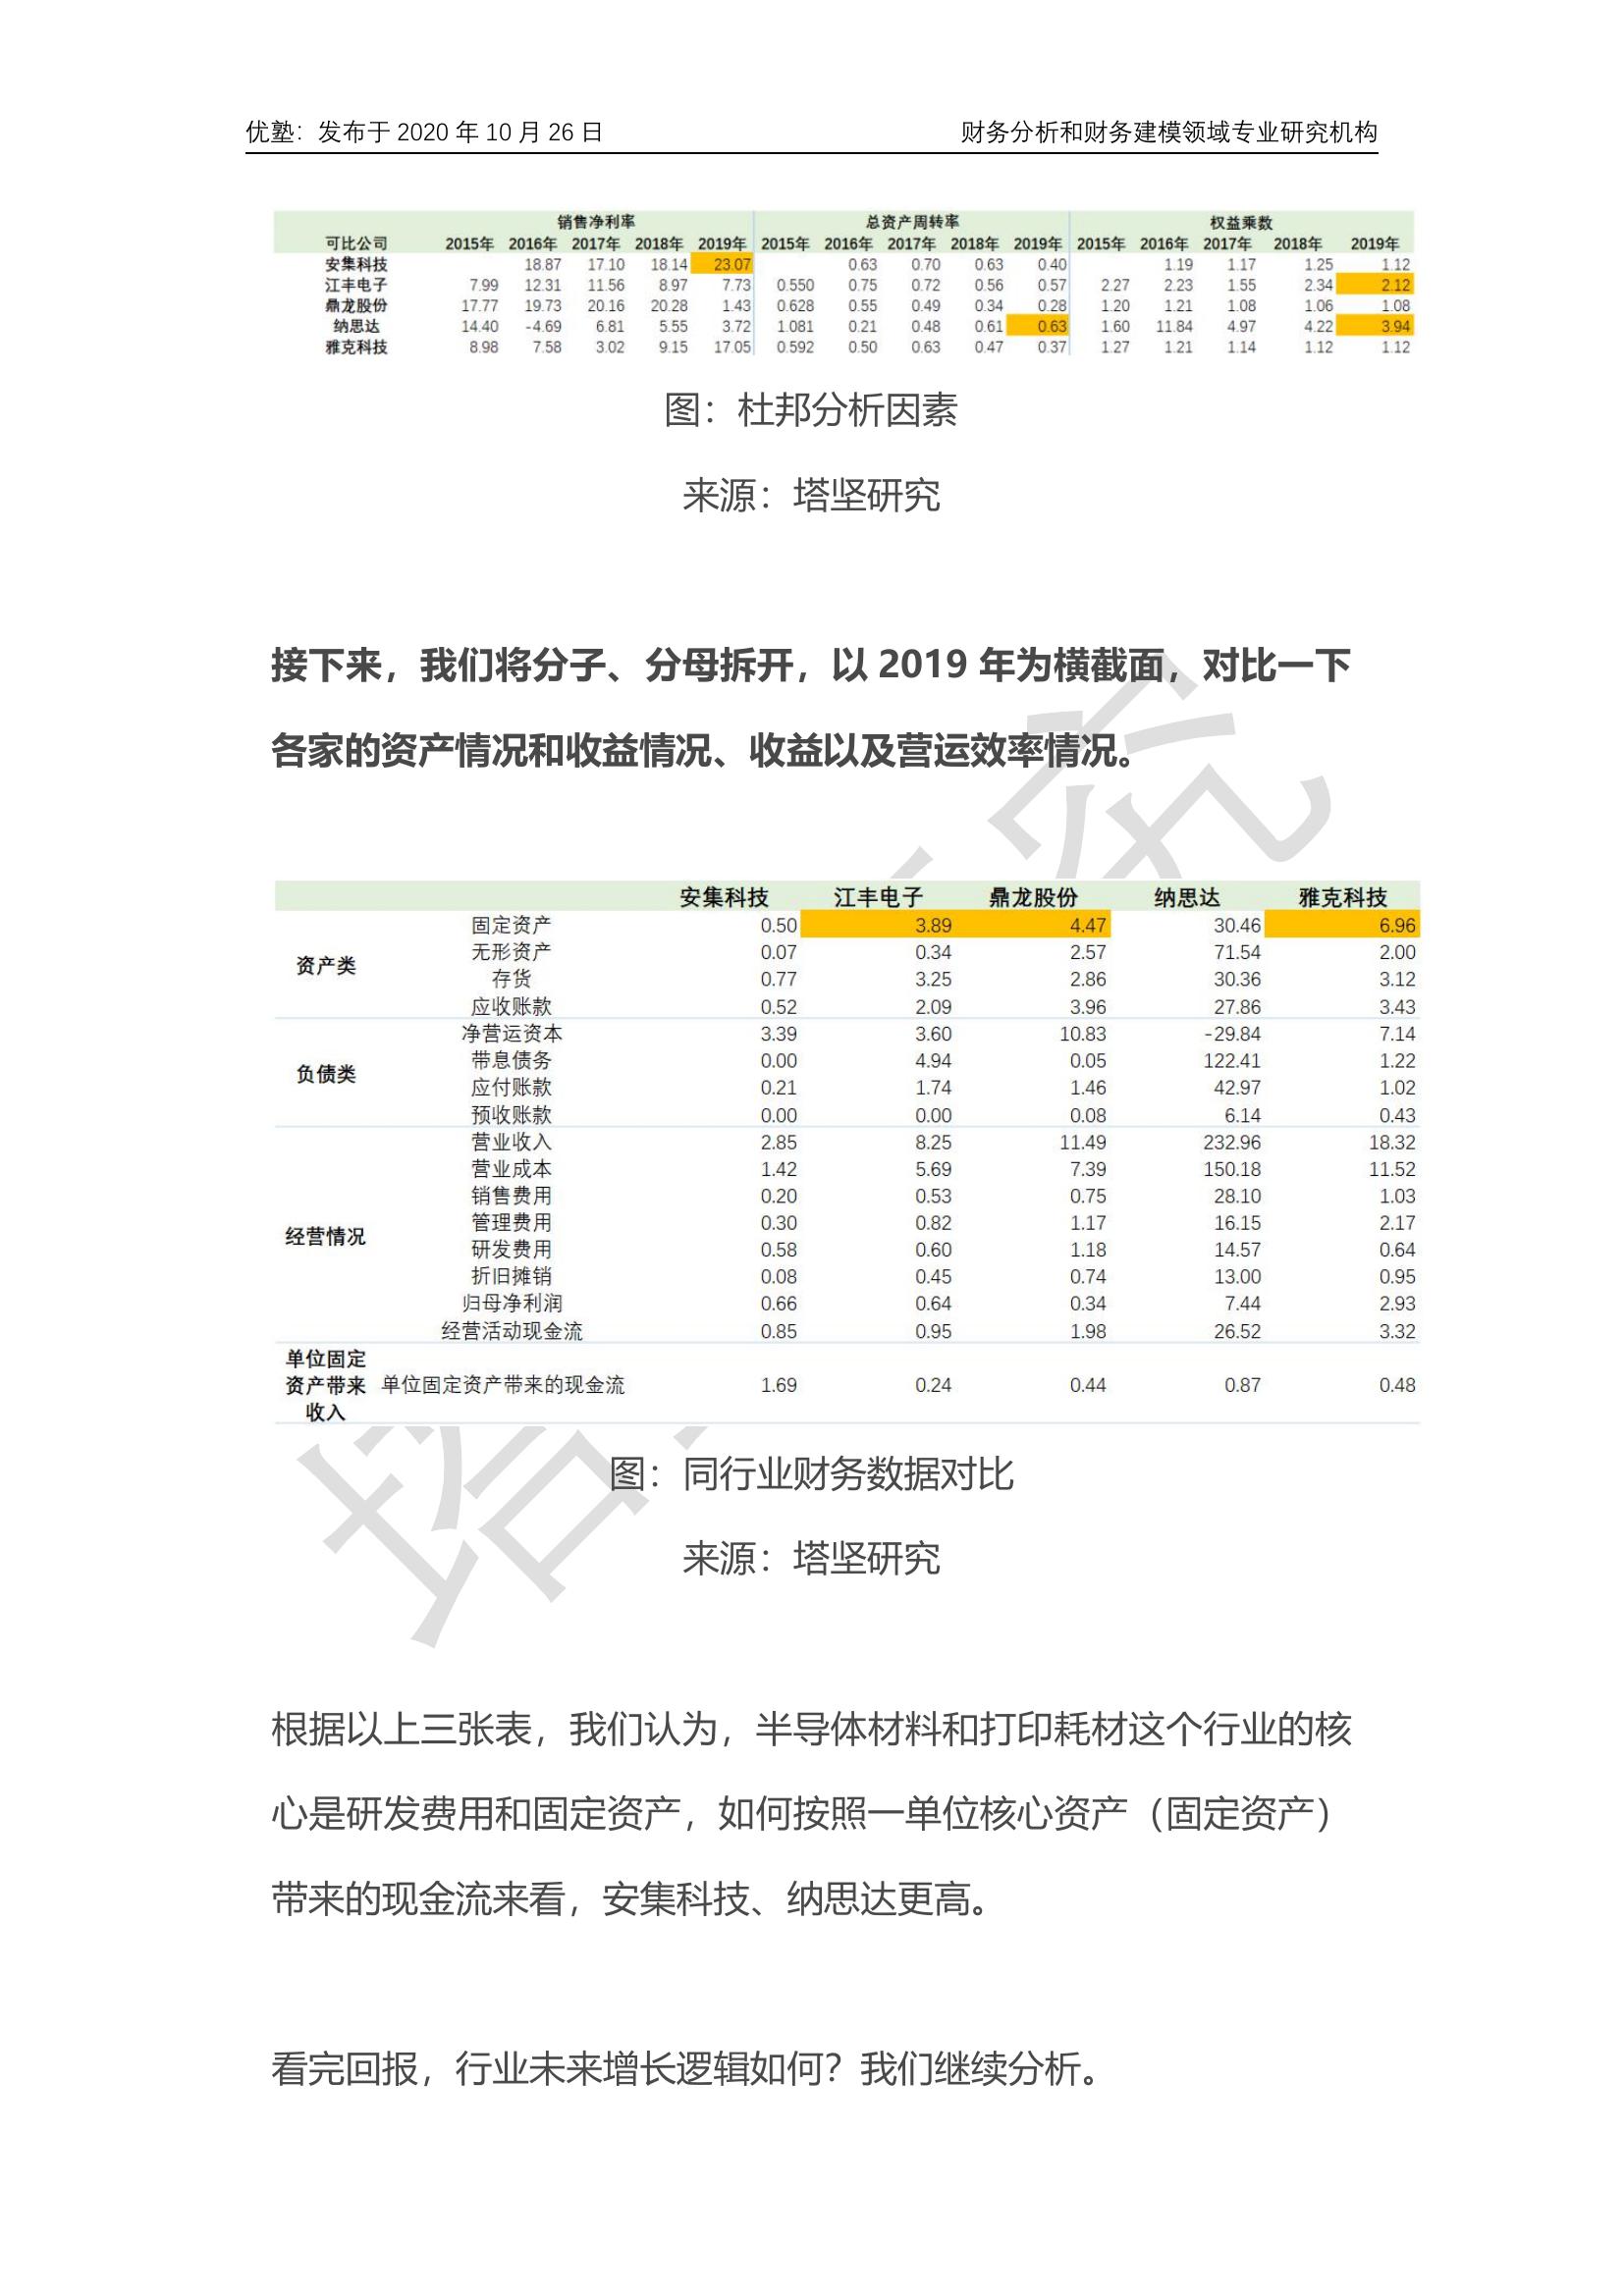 优塾：发布于 2020 年 10 月 26 日 财务分析和财务建模领域专业研究机构
销售净利率 总资产周转率 权益乘数
可比公司 2015年 2016年 2017年 2018年 2019年 2015年 2016年 2017年 2018年 2019年 2015年 2016年 2017年 2018年 2019年
安集科技 18.87 17.10 18.14 23.07 0.63 0.70 0.63 0.40 1.19 1.17 1.25 1.12
江丰电子 7.99 12.31 11.56 8.97 7.73 0.550 0.75 0.72 0.56 0.57 2.27 2.23 1.55 2.34 2.12
鼎龙股份 17.77 19.73 20.16 20.28 1.43 0.628 0.55 0.49 0.34 0.28 1.20 1.21 1.08 1.06 1.08
纳思达 14.40 -4.69 6.81 5.55 3.72 1.081 0.21 0.48 0.61 0.63 1.60 11.84 4.97 4.22 3.94
雅克科技 8.98 7.58 3.02 9.15 17.05 0.592 0.50 0.63 0.47 0.37 1.27 1.21 1.14 1.12 1.12
图：杜邦分析因素
来源：塔坚研究
接下来，我们将分子、分母拆开，以 2019 年为横截面，对比一下
各家的资产情况和收益情况、收益以及营运效率情况。
安集科技 江丰电子 鼎龙股份 纳思达 雅克科技
资产类
固定资产 0.50 3.89 4.47 30.46 6.96
无形资产 0.07 0.34 2.57 71.54 2.00
存货 0.77 3.25 2.86 30.36 3.12
应收账款 0.52 2.09 3.96 27.86 3.43
负债类
净营运资本 3.39 3.60 10.83 -29.84 7.14
带息债务 0.00 4.94 0.05 122.41 1.22
应付账款 0.21 1.74 1.46 42.97 1.02
预收账款 0.00 0.00 0.08 6.14 0.43
经营情况
营业收入 2.85 8.25 11.49 232.96 18.32
营业成本 1.42 5.69 7.39 150.18 11.52
销售费用 0.20 0.53 0.75 28.10 1.03
管理费用 0.30 0.82 1.17 16.15 2.17
研发费用 0.58 0.60 1.18 14.57 0.64
折旧摊销 0.08 0.45 0.74 13.00 0.95
归母净利润 0.66 0.64 0.34 7.44 2.93
经营活动现金流 0.85 0.95 1.98 26.52 3.32
单位固定
资产带来
收入
单位固定资产带来的现金流 1.69 0.24 0.44 0.87 0.48
图：同行业财务数据对比
来源：塔坚研究
根据以上三张表，我们认为，半导体材料和打印耗材这个行业的核
心是研发费用和固定资产，如何按照一单位核心资产（固定资产）
带来的现金流来看，安集科技、纳思达更高。
看完回报，行业未来增长逻辑如何？我们继续分析。